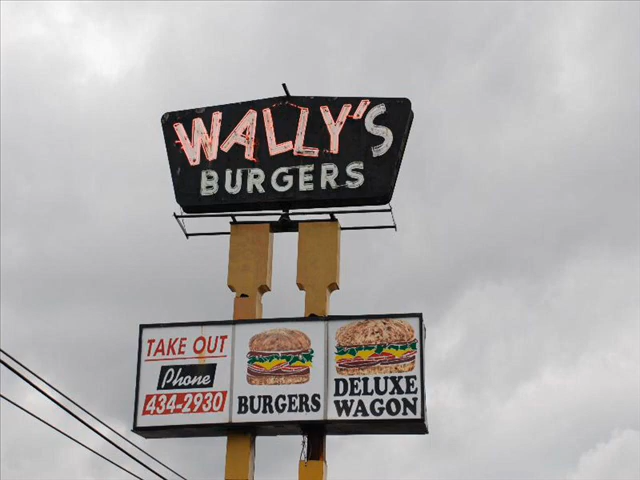 WALLY'S
BURGERS
TAKE OUT
Phone
434-2930
BURGERS
DELUXE
WAGON